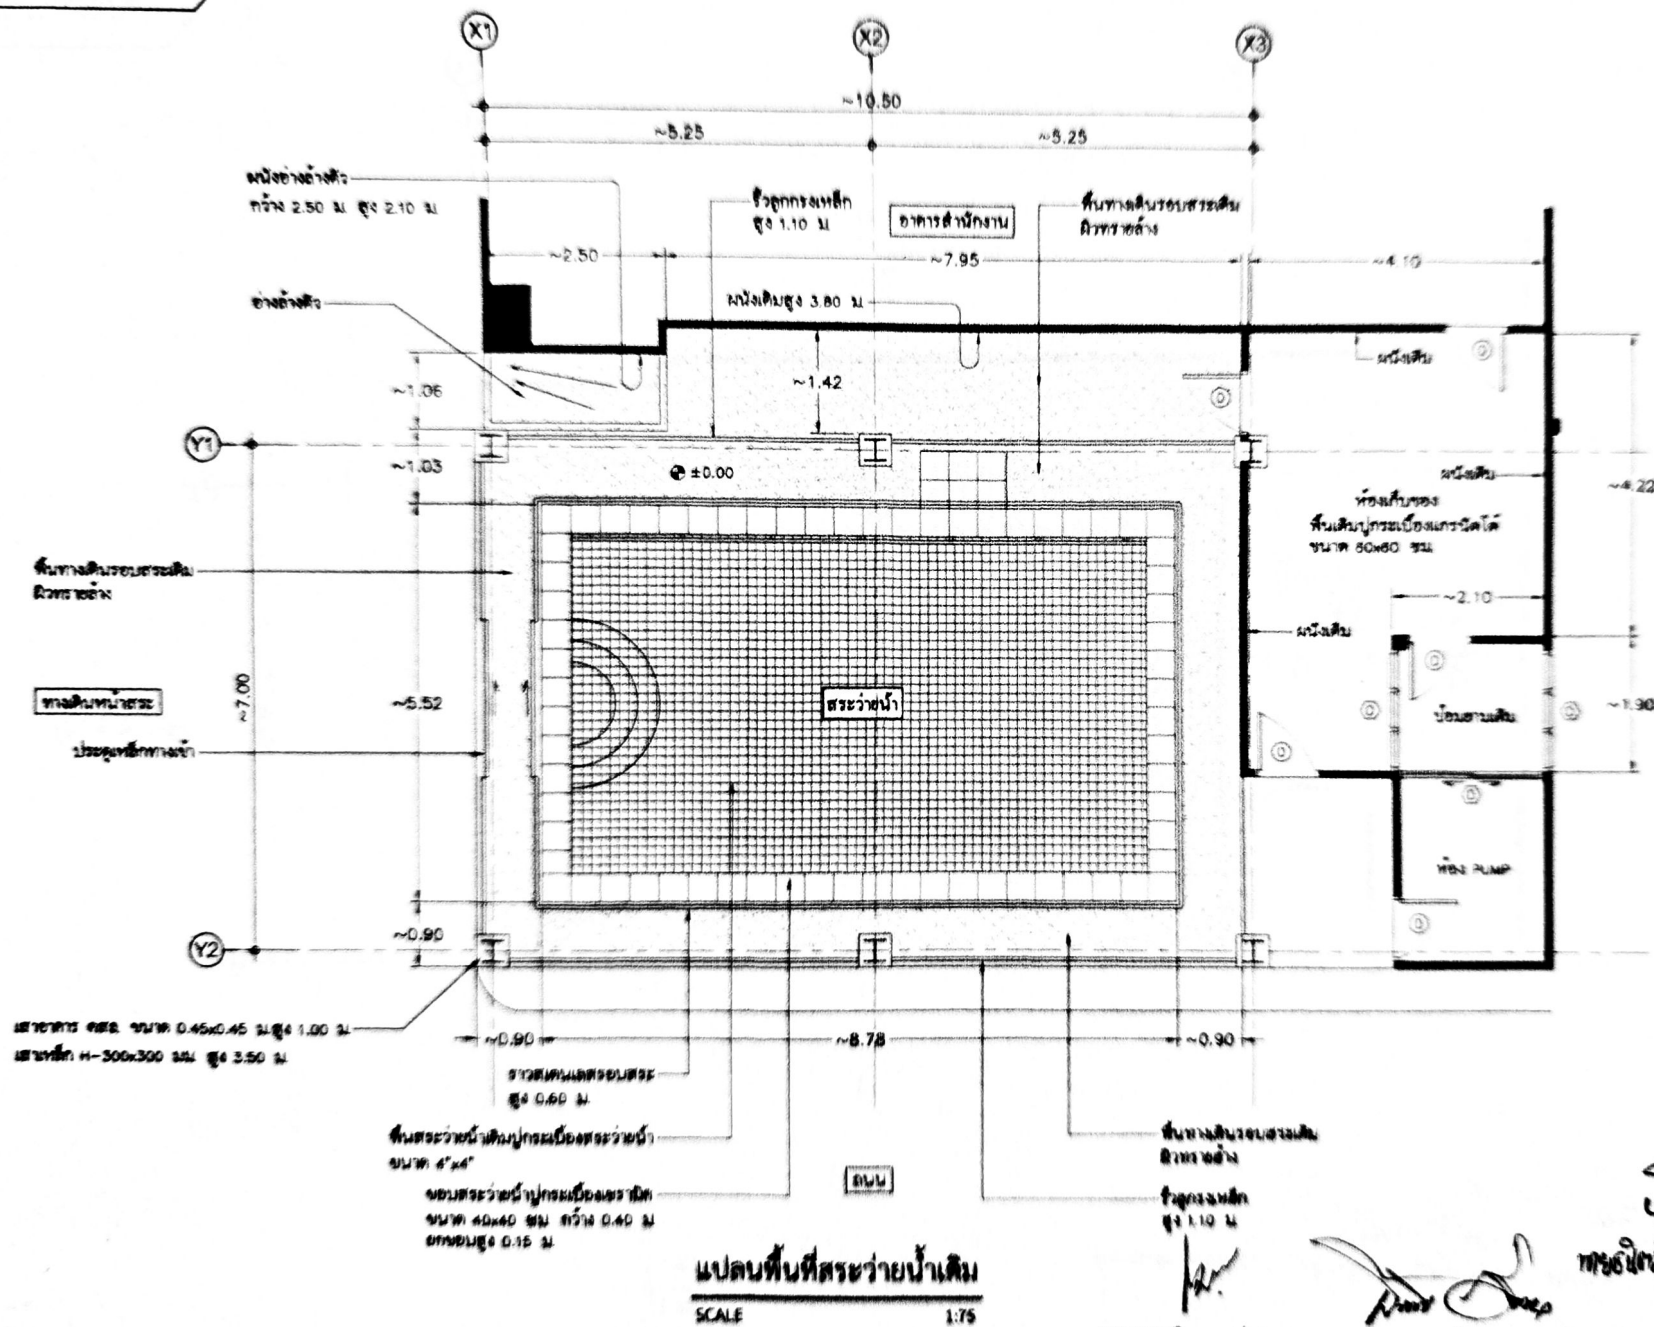 X1
X2
X3
~10.50
~5.25
~5.25
ผนังอ่างล้างตัว
กว้าง 2.50 ม. สูง 2.10 ม.
รั้วลูกกรงเหล็ก
สูง 1.10 ม.
อาคารสำนักงาน
พื้นทางเดินรอบสระเดิม
ผิวทรายล้าง
~2.50
~7.95
~4.10
อ่างล้างตัว
ผนังเดิมสูง 3.80 ม.
ผนังเดิม
D
~1.06
~1.42
D
Y1
~1.03
±0.00
ผนังเดิม
~4.22
ห้องเก็บของ
พื้นเดิมปูกระเบื้องแกรนิตโต้
ขนาด 60x60 ซม.
พื้นทางเดินรอบสระเดิม
ผิวทรายล้าง
~2.10
ผนังเดิม
D
~7.00
ทางเดินหน้าสระ
~5.52
สระว่ายน้ำ
D
ป้อมยามเดิม
D
~1.90
ประตูเหล็กทางเข้า
D
D
ห้อง PUMP
D
~0.90
Y2
เสาอาคาร คสล. ขนาด 0.45x0.45 ม.สูง 1.00 ม.
เสาเหล็ก H-300x300 มม. สูง 3.50 ม.
~0.90
~8.78
~0.90
ราวสแตนเลสรอบสระ
สูง 0.60 ม.
พื้นสระว่ายน้ำเดิมปูกระเบื้องสระว่ายน้ำ
ขนาด 4"x4"
พื้นทางเดินรอบสระเดิม
ผิวทรายล้าง
ถนน
ขอบสระว่ายน้ำปูกระเบื้องเซรามิค
ขนาด 40x40 ซม. กว้าง 0.40 ม.
ยกขอบสูง 0.15 ม.
รั้วลูกกรงเหล็ก
สูง 1.10 ม.
แปลนพื้นที่สระว่ายน้ำเดิม
SCALE 1:75